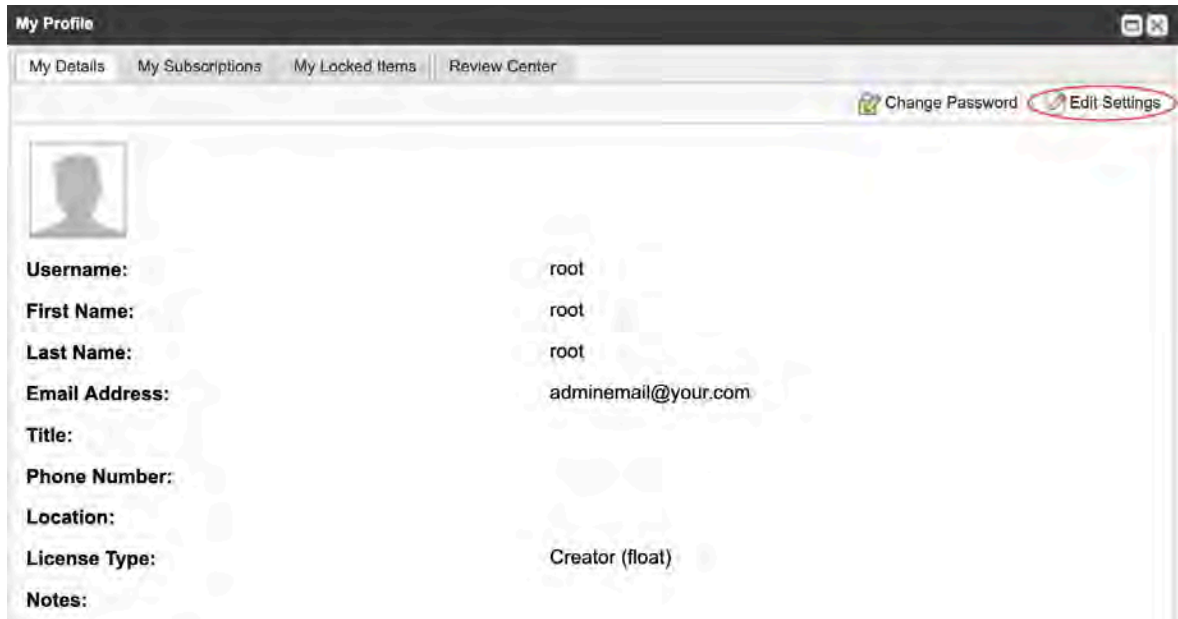 My Profile
My Details My Subscriptions My Locked Items Review Center
Change Password Edit Settings
Username: root
First Name: root
Last Name: root
Email Address: adminemail@your.com
Title:
Phone Number:
Location:
License Type: Creator (float)
Notes: